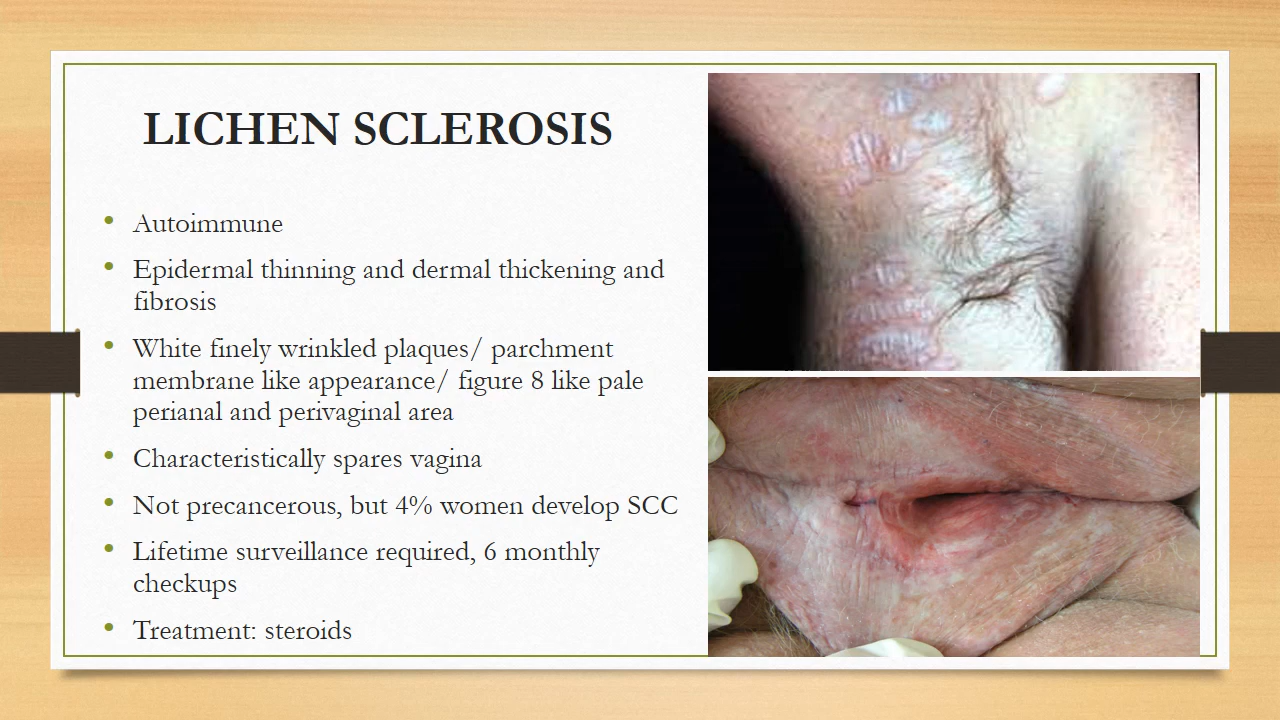 LICHEN SCLEROSIS
• Autoimmune
• Epidermal thinning and dermal thickening and
fibrosis
• White finely wrinkled plaques/ parchment
membrane like appearance/ figure 8 like pale
perianal and perivaginal area
• Characteristically spares vagina
• Not precancerous, but 4% women develop SCC
• Lifetime surveillance required, 6 monthly
checkups
• Treatment: steroids